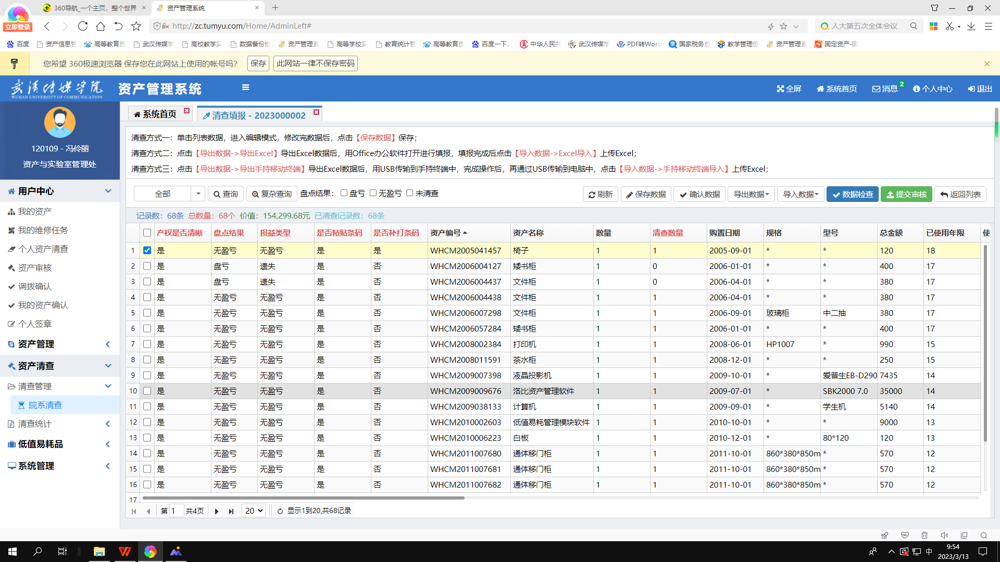 360导航_一个主页，整个世界
资产管理系统
立即登录
http://zc.tumyu.com/Home/AdminLeft#
人大第五次全体会议
百度
资产信息管
高等教育质
武汉传媒学
高校教学实
数据备份地
资产管理系
高等学校实
教育统计管
高等教育质
百度一下，
中华人民共
武汉传媒学
PDF转Word
国家税务总
教学管理信
资产管理系
固定资产-国
您希望 360极速浏览器 保存您在此网站上使用的帐号吗?
保存
此网站一律不保存密码
武汉传媒学院
WUHAN UNIVERSITY OF COMMUNICATION
资产管理系统
全屏
系统首页
消息 2
个人中心
退出
120109 - 冯伶丽
资产与实验室管理处
用户中心
我的资产
我的维修任务
个人资产清查
资产审核
调拨确认
我的资产确认
个人签章
资产管理
资产清查
清查管理
院系清查
清查统计
低值易耗品
系统管理
系统首页
清查填报 - 2023000002
清查方式一：单击列表数据，进入编辑模式，修改完数据后，点击【保存数据】保存；
清查方式二：点击【导出数据->导出Excel】导出Excel数据后，用Office办公软件打开进行填报，填报完成后点击【导入数据->Excel导入】上传Excel；
清查方式三：点击【导出数据->导出手持移动终端】导出Excel数据后，用USB传输到手持终端中，完成操作后，再通过USB传输到电脑中，点击【导入数据->手持移动终端导入】上传Excel；
全部
查询
复杂查询
盘点结果：
盘亏
无盈亏
未清查
刷新
保存数据
确认数据
导出数据
导入数据
数据检查
提交审核
返回列表
记录数：68条 总数量：68个 价值：154,299.68元 已清查记录数：68条
产权是否清晰 盘点结果 损益类型 是否粘贴条码 是否补打条码 资产编号 资产名称 数量 清查数量 购置日期 规格 型号 总金额 已使用年限 使
1 是 无盈亏 无盈亏 是 是 WHCM2005041457 椅子 1 1 2005-09-01 * * 120 18
2 是 盘亏 遗失 是 否 WHCM2006004127 矮书柜 1 0 2006-01-01 * * 400 17
3 是 盘亏 遗失 是 否 WHCM2006004437 文件柜 1 0 2006-04-01 * * 380 17
4 是 无盈亏 无盈亏 是 否 WHCM2006004438 文件柜 1 1 2006-04-01 * * 380 17
5 是 无盈亏 无盈亏 是 否 WHCM2006007298 文件柜 1 1 2006-09-01 玻璃柜 中二抽 380 17
6 是 无盈亏 无盈亏 是 否 WHCM2006057284 矮书柜 1 1 2006-01-01 * * 400 17
7 是 无盈亏 无盈亏 是 否 WHCM2008002384 打印机 1 1 2008-06-01 HP1007 * 990 15
8 是 无盈亏 无盈亏 是 否 WHCM2008011591 茶水柜 1 1 2008-12-01 * * 250 15
9 是 无盈亏 无盈亏 是 否 WHCM2009007398 液晶投影机 1 1 2009-10-01 * 爱普生EB-D290 7435 14
10 是 无盈亏 无盈亏 是 否 WHCM2009009676 洛比资产管理软件 1 1 2009-07-01 * SBK2000 7.0 35000 14
11 是 无盈亏 无盈亏 是 否 WHCM2009038133 计算机 1 1 2009-09-01 * 学生机 5140 14
12 是 无盈亏 无盈亏 是 否 WHCM2010002603 低值易耗管理模块软件 1 1 2010-10-01 * * 9000 13
13 是 无盈亏 无盈亏 是 否 WHCM2010006223 白板 1 1 2010-12-01 * 80*120 120 13
14 是 无盈亏 无盈亏 是 否 WHCM2011007680 通体移门柜 1 1 2011-10-01 860*380*850m * 570 12
15 是 无盈亏 无盈亏 是 否 WHCM2011007681 通体移门柜 1 1 2011-10-01 860*380*850m * 570 12
16 是 无盈亏 无盈亏 是 否 WHCM2011007682 通体移门柜 1 1 2011-10-01 860*380*850m * 570 12
17
第 1 共4页
20
显示1到20,共68记录
中
9:54
2023/3/13